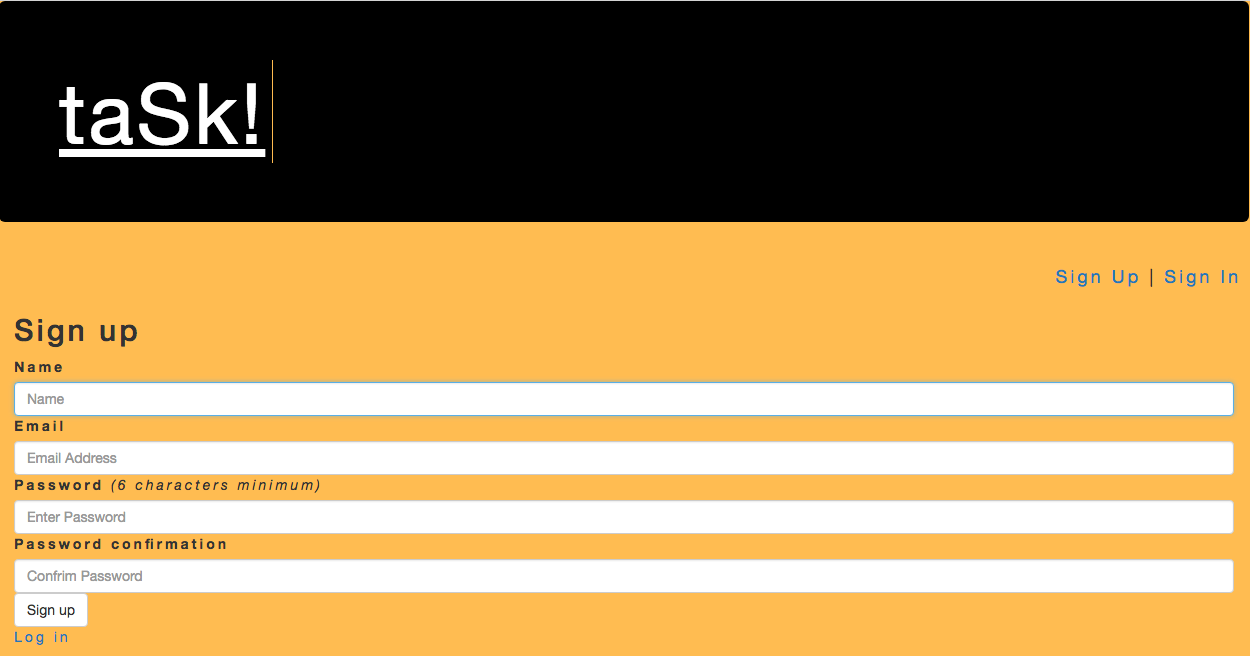 taSk!
Sign Up | Sign In
Sign up
Name
Name
Email
Email Address
Password (6 characters minimum)
Enter Password
Password confirmation
Confrim Password
Sign up
Log in